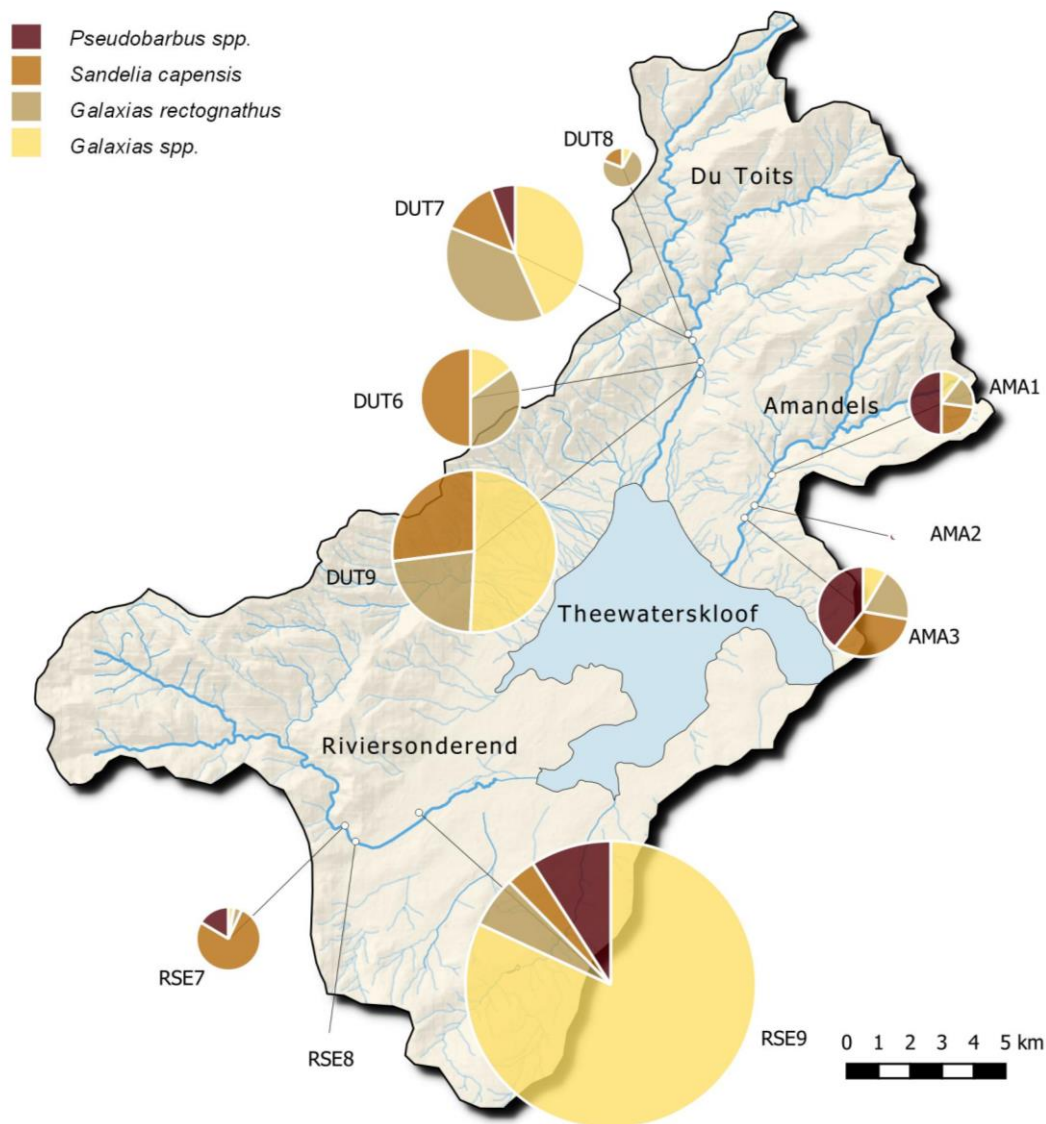 Pseudobarbus spp.
Sandelia capensis
Galaxias rectognathus
Galaxias spp.
DUT8
Du Toits
DUT7
DUT6
Amandels
AMA1
AMA2
DUT9
Theewaterskloof
AMA3
Riviersonderend
RSE7
RSE8
RSE9
0 1 2 3 4 5 km